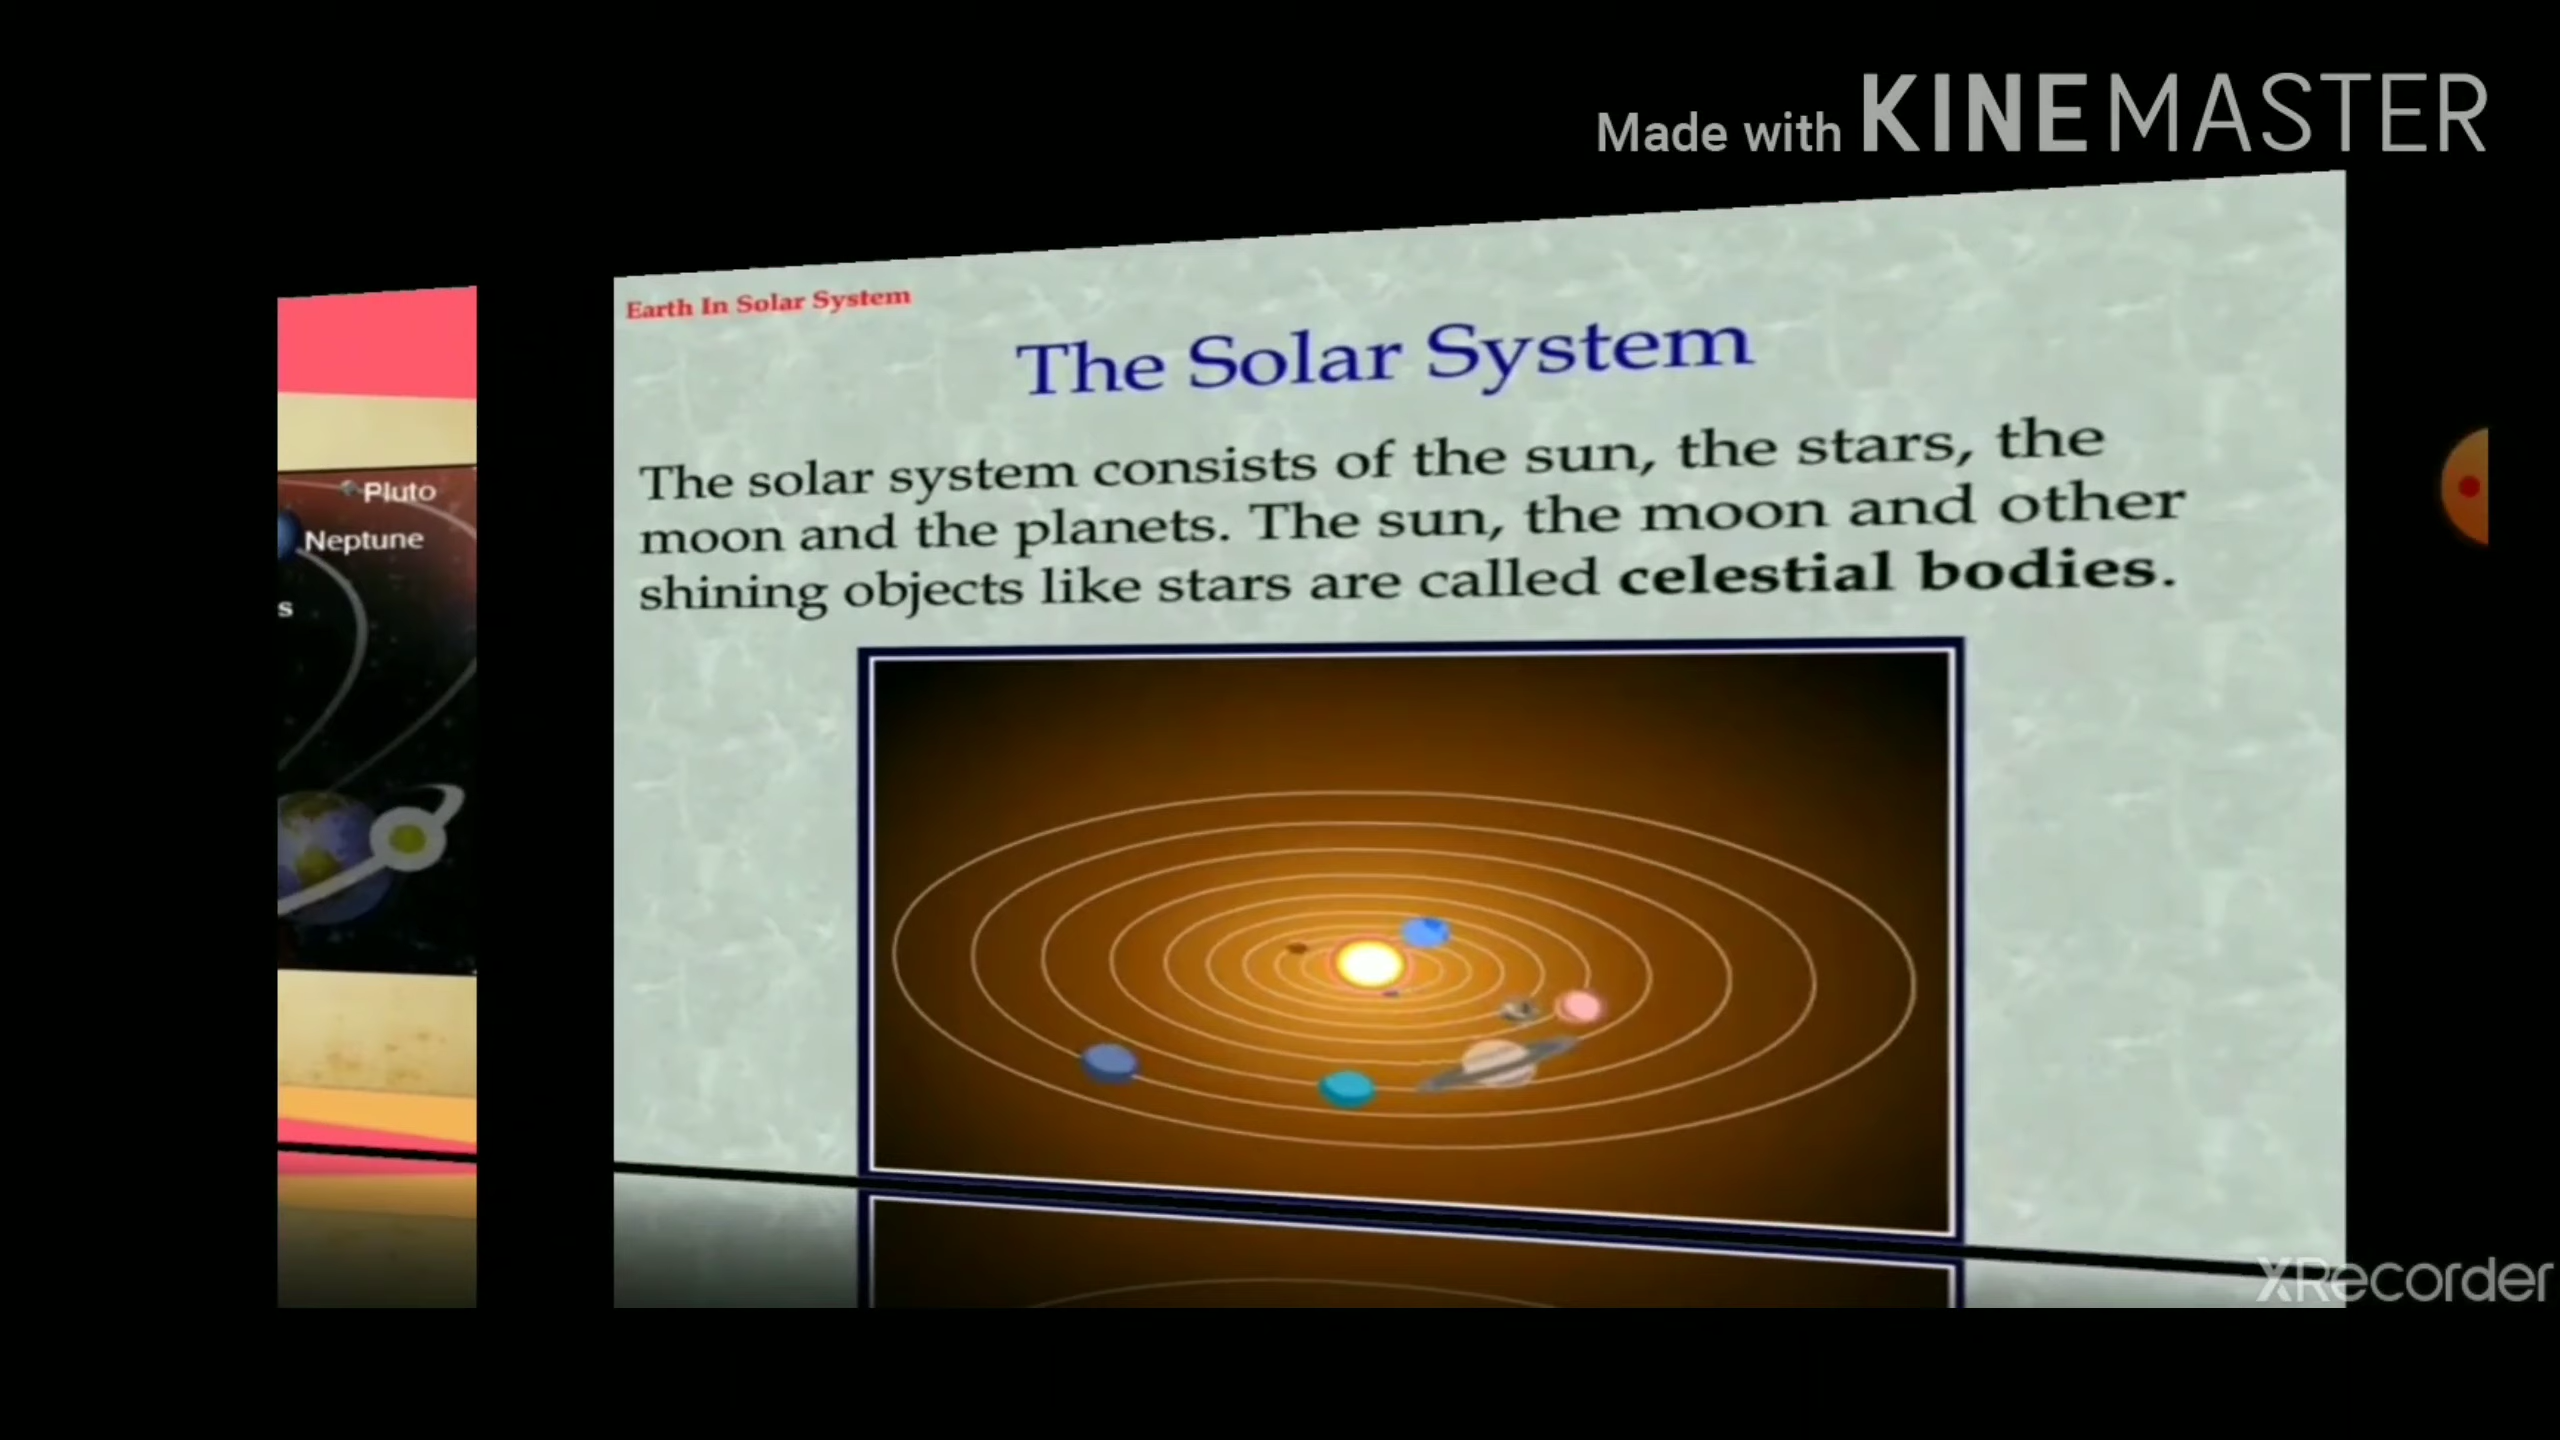 Made with KINEMASTER
Earth In Solar System
The Solar System
The solar system consists of the sun, the stars, the
moon and the planets. The sun, the moon and other
shining objects like stars are called celestial bodies.
Pluto
Neptune
s
XRecorder